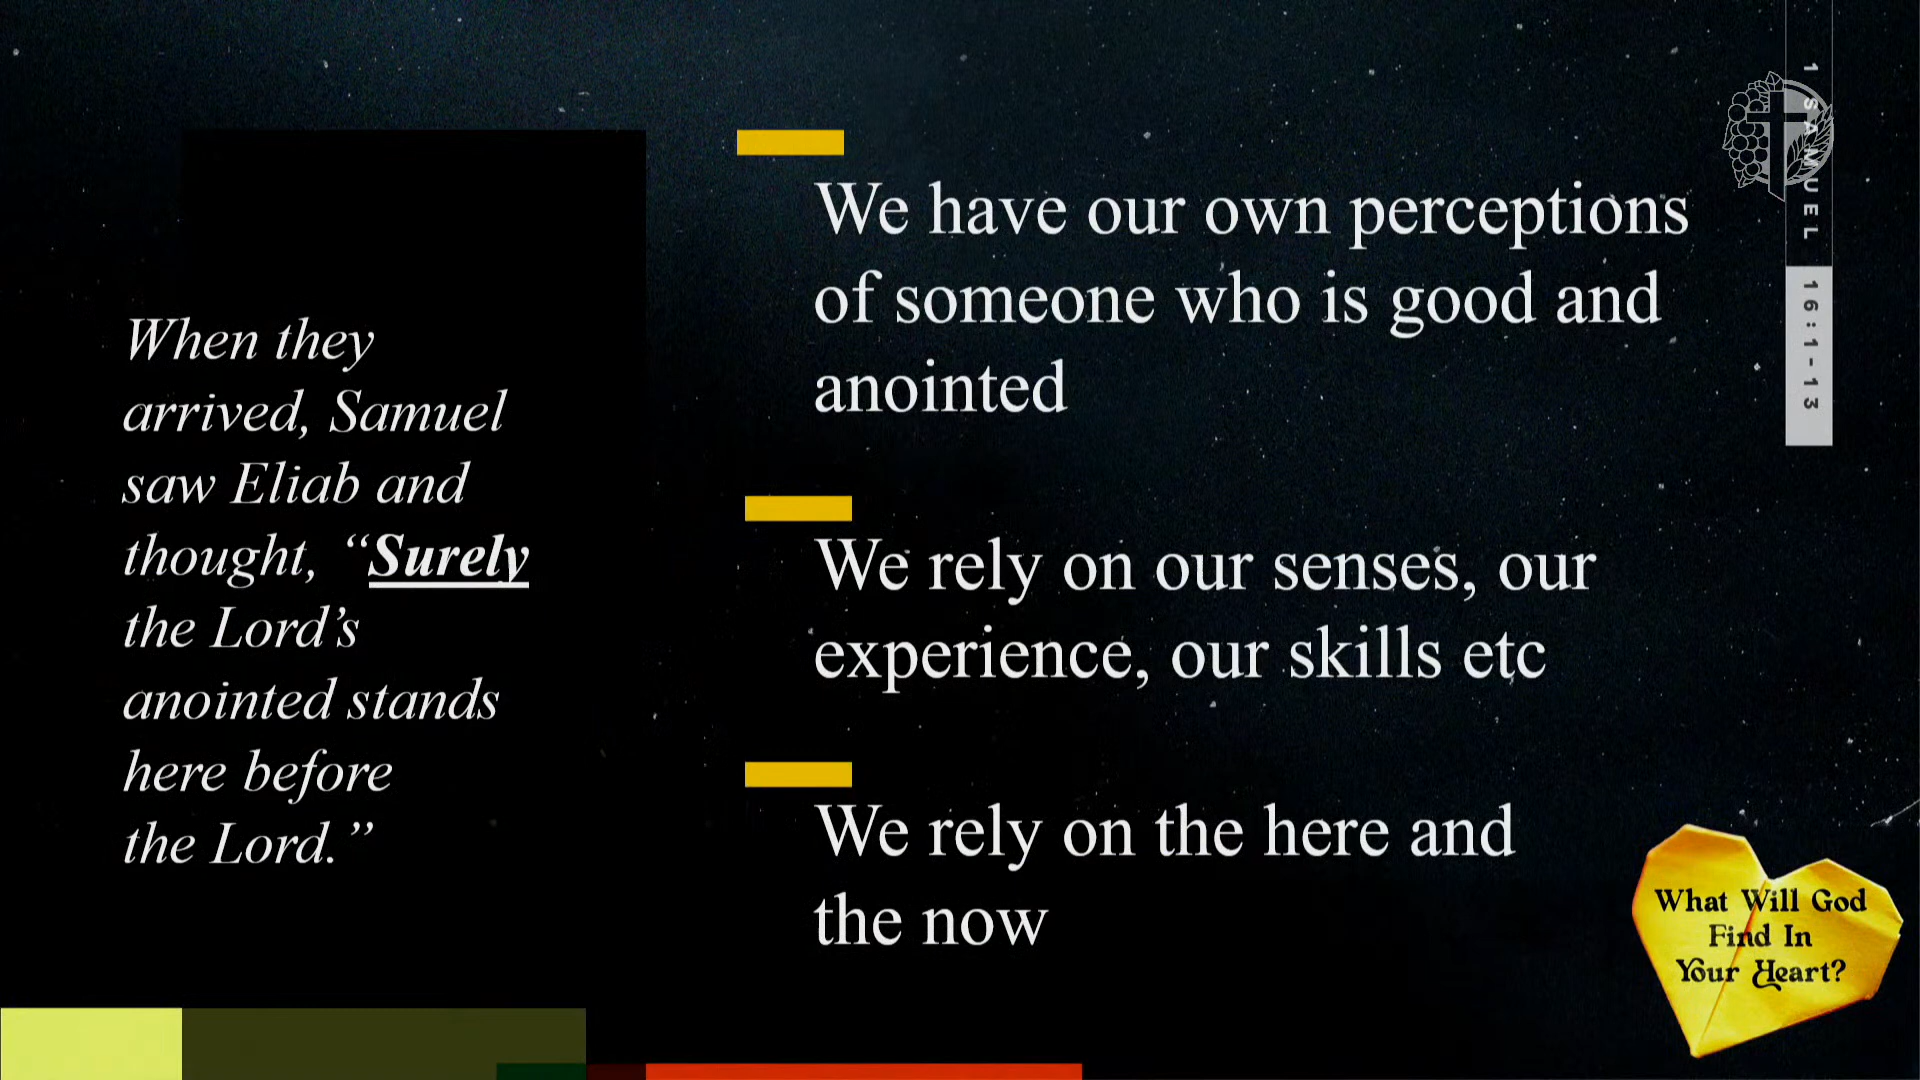 When they
arrived, Samuel
saw Eliab and
thought, “Surely
the Lord’s
anointed stands
here before
the Lord.”
We have our own perceptions
of someone who is good and
anointed
We rely on our senses, our
experience, our skills etc
We rely on the here and
the now
1 SAMUEL 16:1-13
What Will God
Find In
Your Heart?